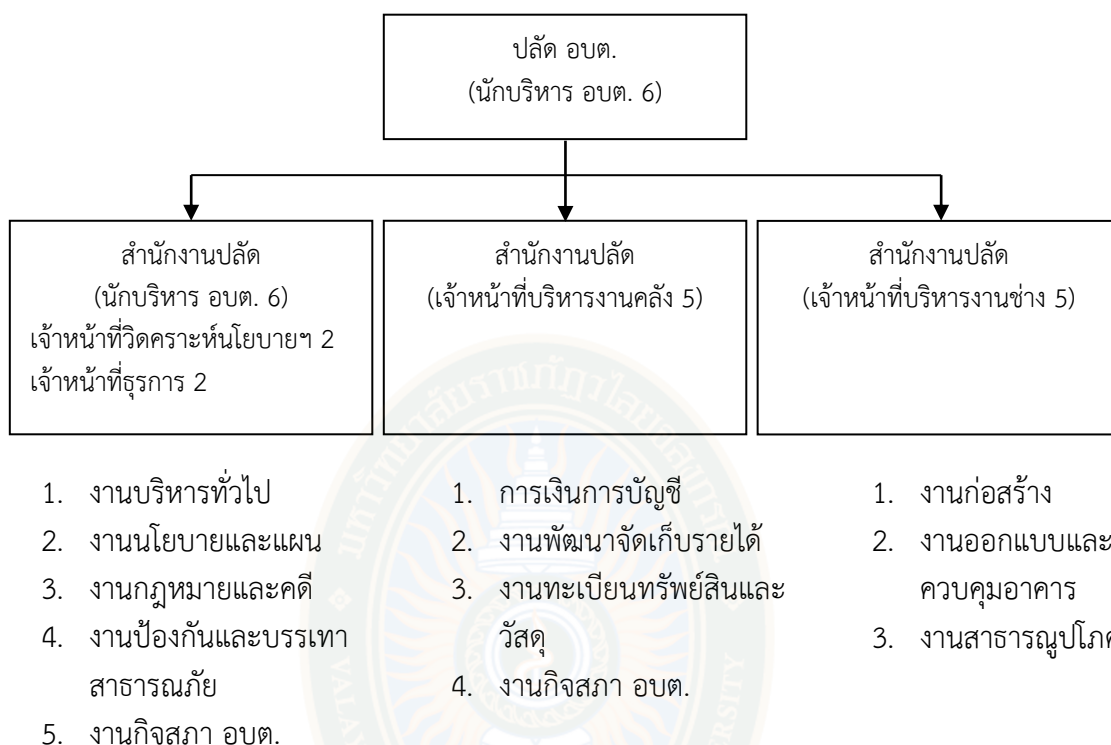 ปลัด อบต.
(นักบริหาร อบต. 6)
สำนักงานปลัด
(นักบริหาร อบต. 6)
เจ้าหน้าที่วิดคราะห์นโยบายฯ 2
เจ้าหน้าที่ธุรการ 2
สำนักงานปลัด
(เจ้าหน้าที่บริหารงานคลัง 5)
สำนักงานปลัด
(เจ้าหน้าที่บริหารงานช่าง 5)
1. งานบริหารทั่วไป
2. งานนโยบายและแผน
3. งานกฎหมายและคดี
4. งานป้องกันและบรรเทา
สาธารณภัย
5. งานกิจสภา อบต.
1. การเงินการบัญชี
2. งานพัฒนาจัดเก็บรายได้
3. งานทะเบียนทรัพย์สินและ
วัสดุ
4. งานกิจสภา อบต.
1. งานก่อสร้าง
2. งานออกแบบและ
ควบคุมอาคาร
3. งานสาธารณูปโภค